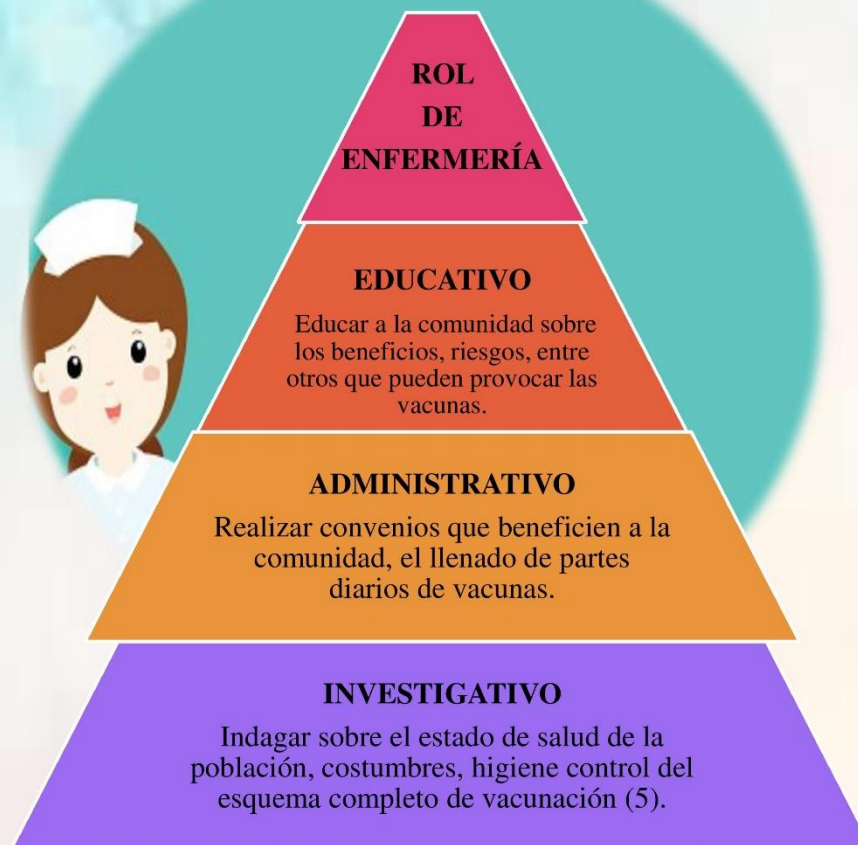 ROL
DE
ENFERMERÍA
EDUCATIVO
Educar a la comunidad sobre
los beneficios, riesgos, entre
otros que pueden provocar las
vacunas.
ADMINISTRATIVO
Realizar convenios que beneficien a la
comunidad, el llenado de partes
diarios de vacunas.
INVESTIGATIVO
Indagar sobre el estado de salud de la
población, costumbres, higiene control del
esquema completo de vacunación (5).